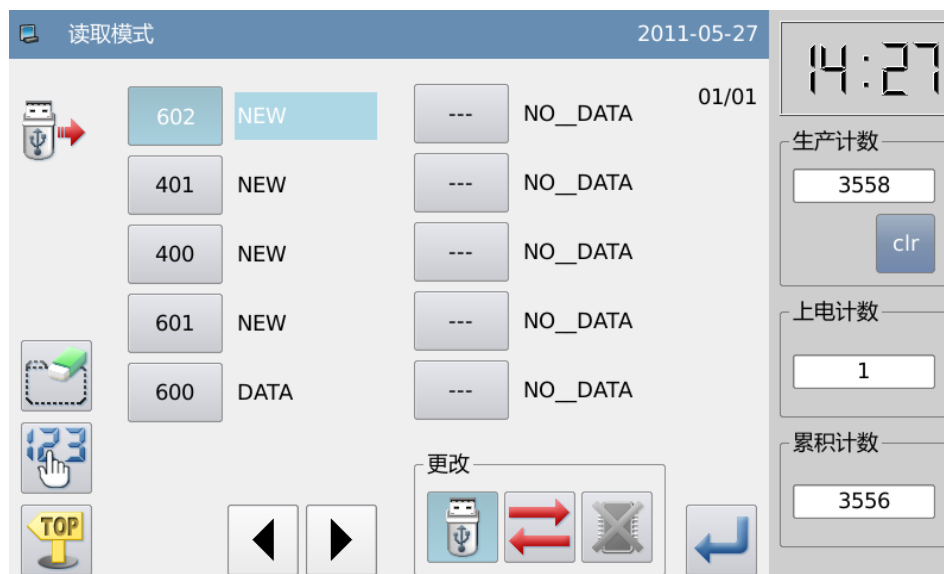 读取模式 2011-05-27
14:27
01/01
602 NEW --- NO__DATA
401 NEW --- NO__DATA
400 NEW --- NO__DATA
601 NEW --- NO__DATA
600 DATA --- NO__DATA
123
TOP
更改
生产计数
3558
clr
上电计数
1
累积计数
3556